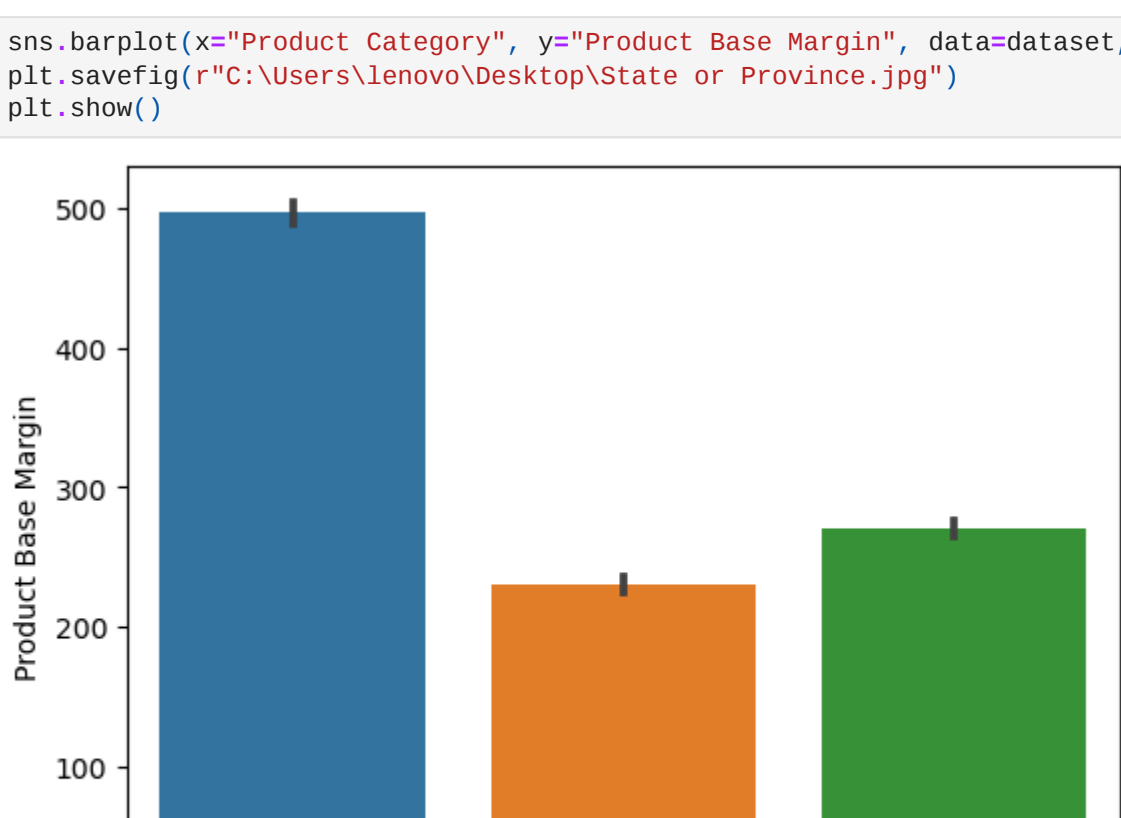 sns.barplot(x="Product Category", y="Product Base Margin", data=dataset,
plt.savefig(r"C:\Users\lenovo\Desktop\State or Province.jpg")
plt.show()
500
400
300
200
100
Product Base Margin